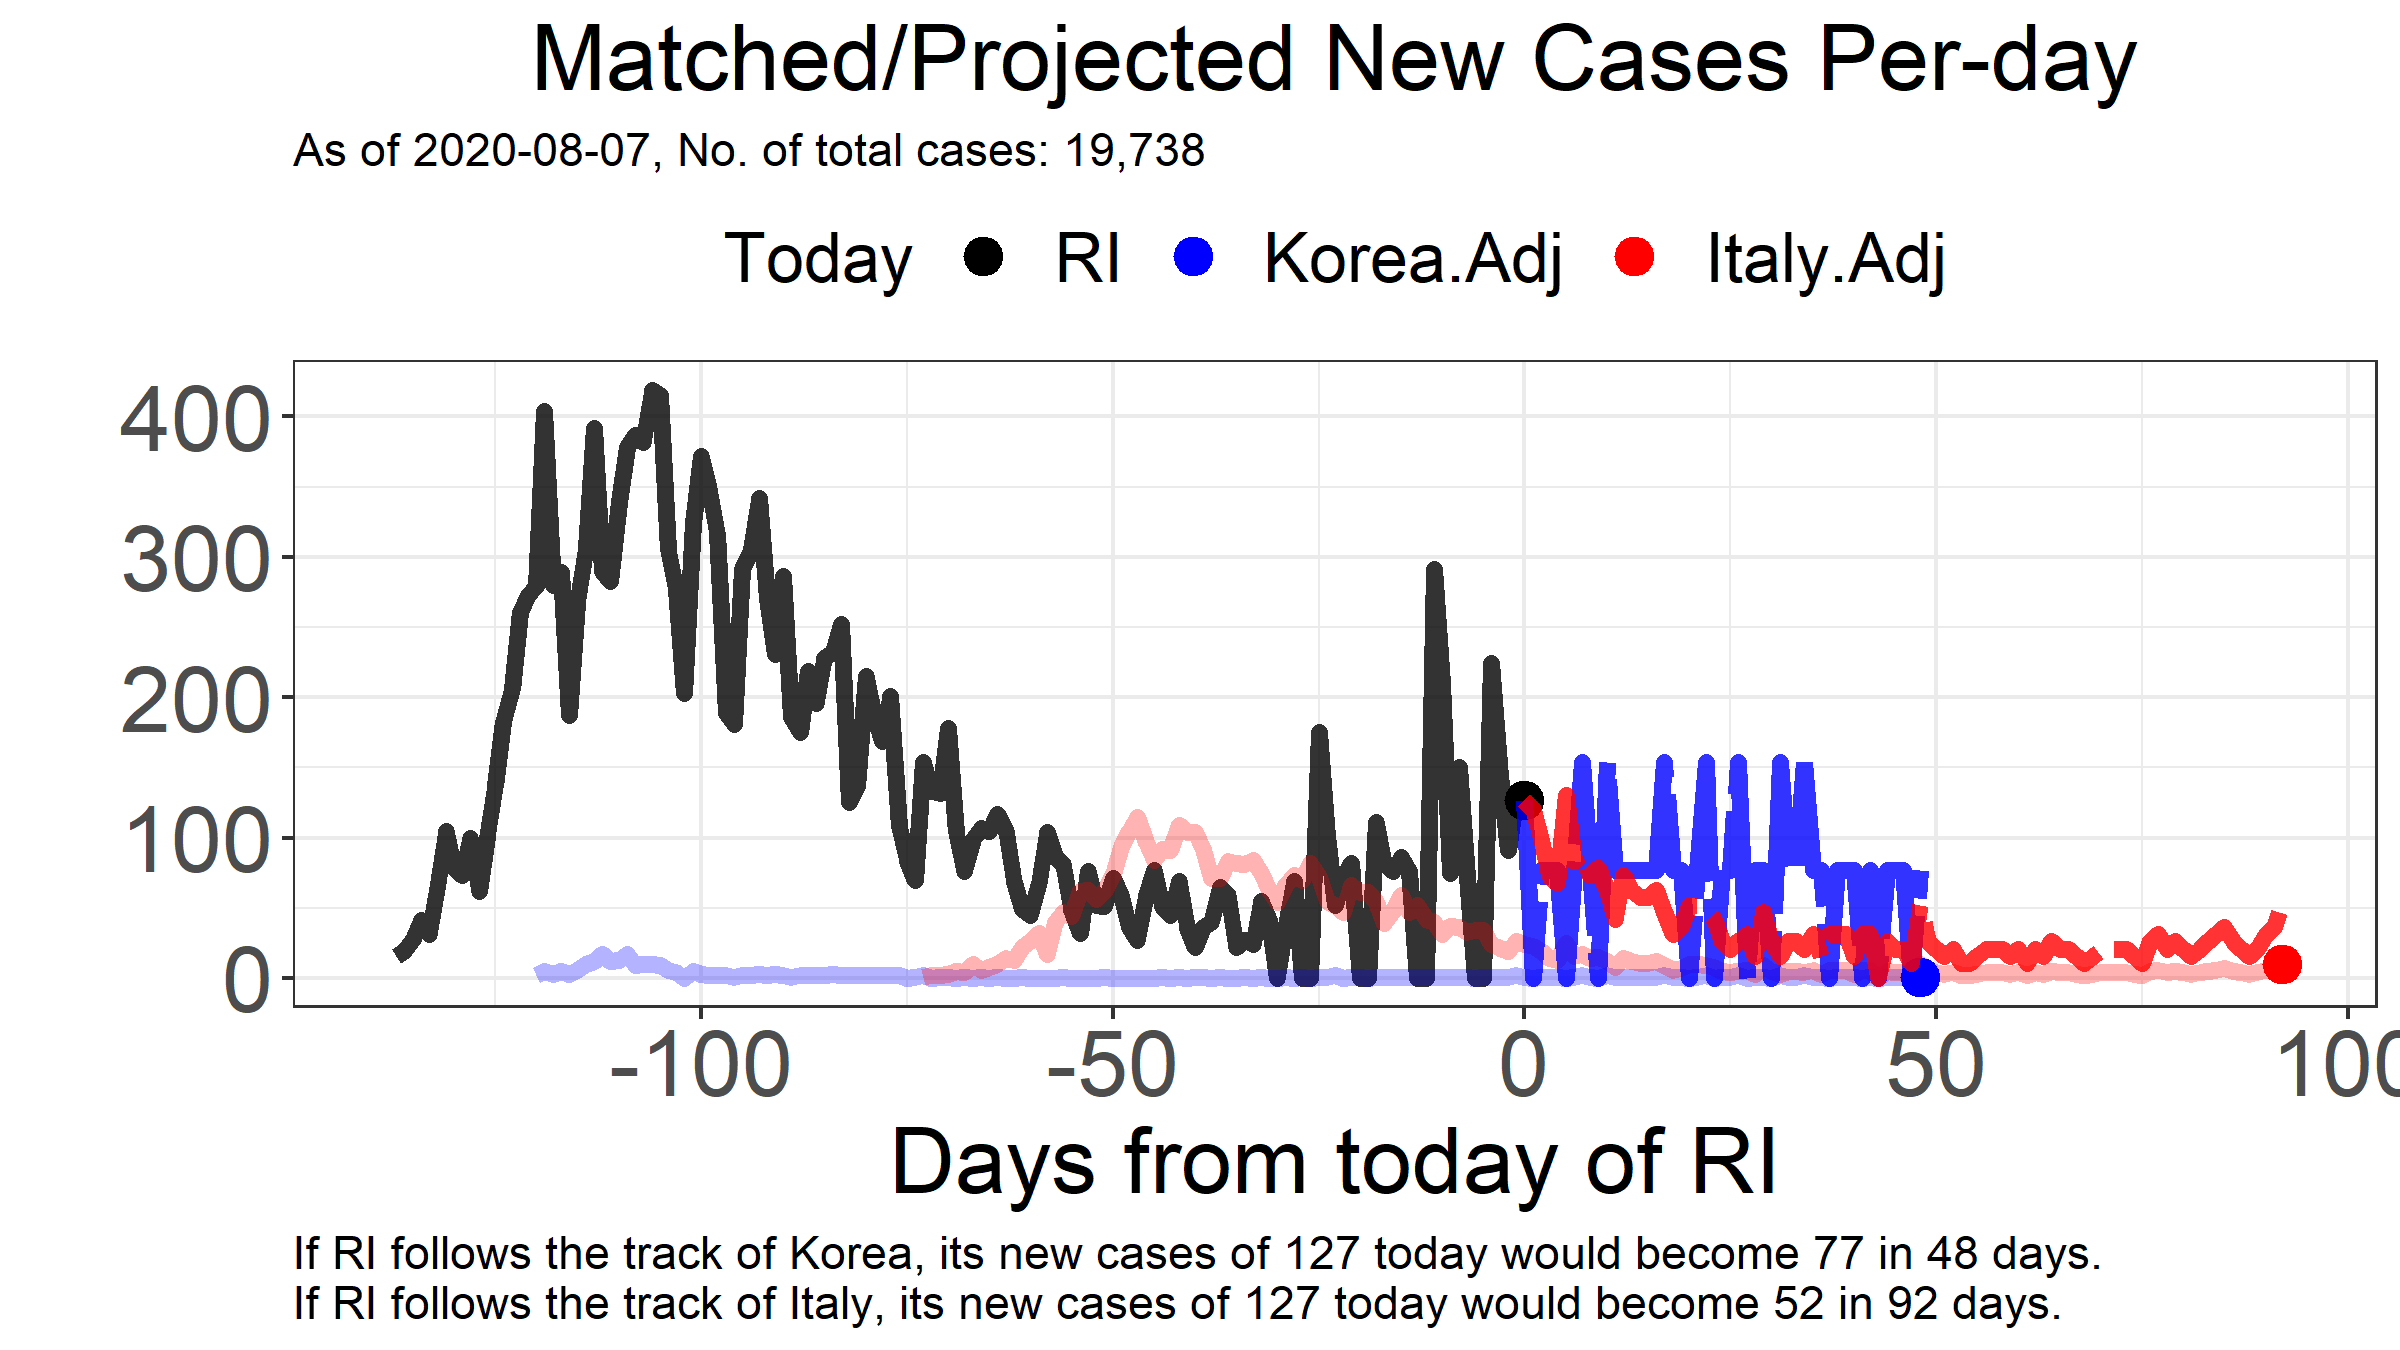 Matched/Projected New Cases Per-day
As of 2020-08-07, No. of total cases: 19,738
Today RI Korea.Adj Italy.Adj
400
300
200
100
0
-100 -50 0 50 100
Days from today of RI
If RI follows the track of Korea, its new cases of 127 today would become 77 in 48 days.
If RI follows the track of Italy, its new cases of 127 today would become 52 in 92 days.